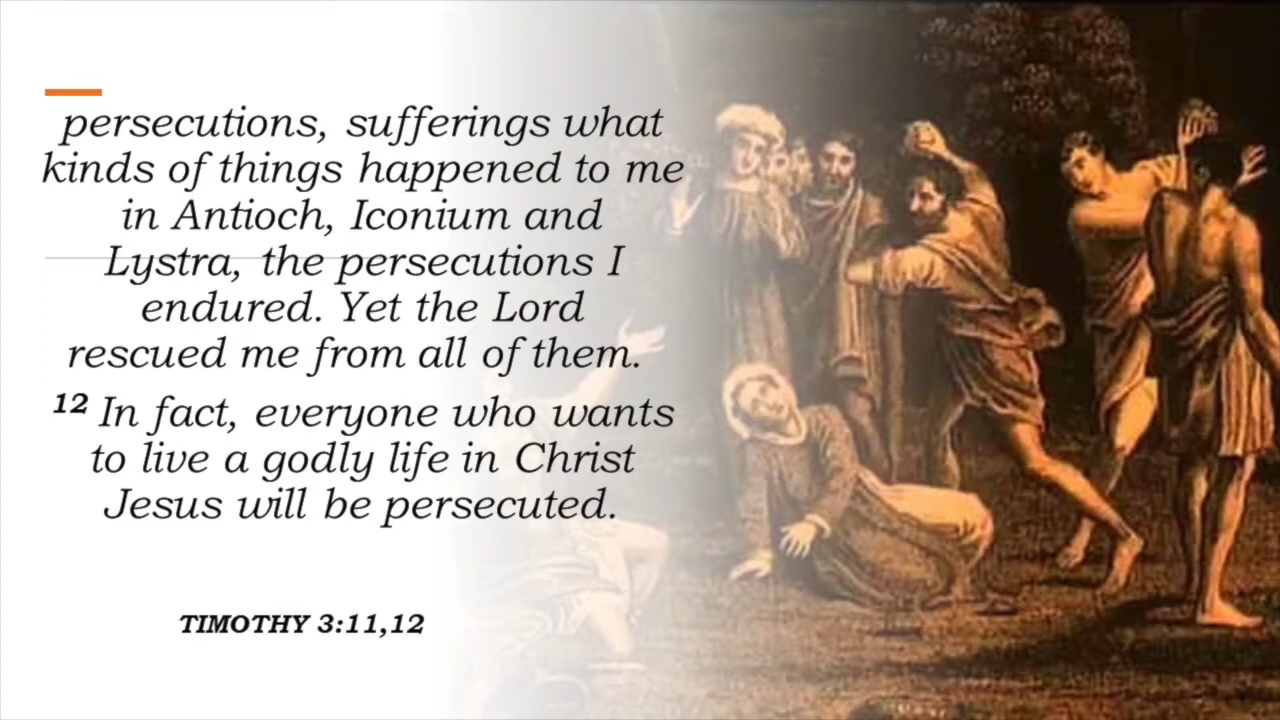 persecutions, sufferings what
kinds of things happened to me
in Antioch, Iconium and
Lystra, the persecutions I
endured. Yet the Lord
rescued me from all of them.
12 In fact, everyone who wants
to live a godly life in Christ
Jesus will be persecuted.
TIMOTHY 3:11,12